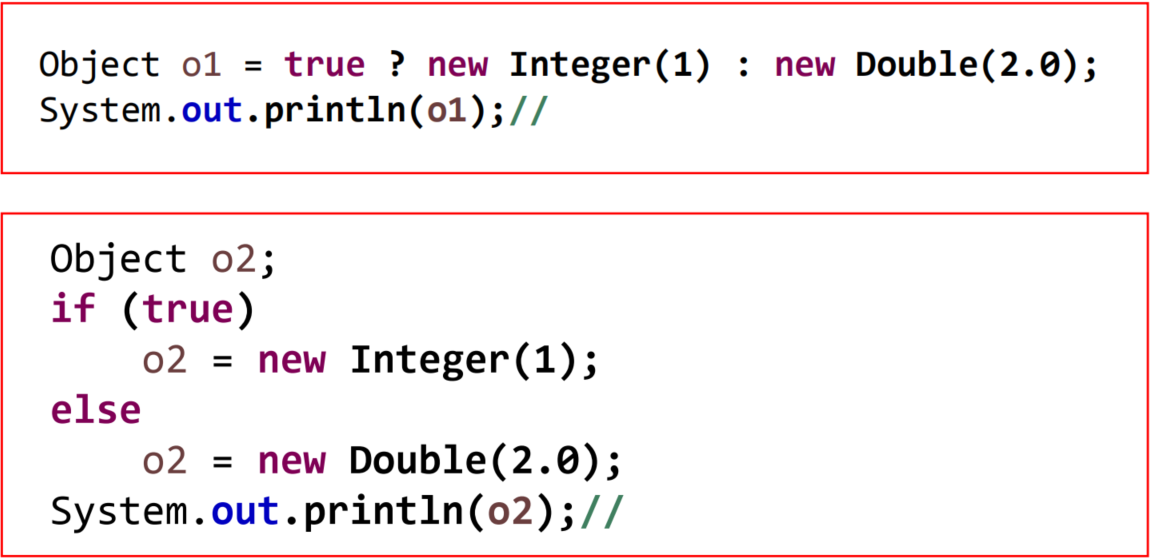 Object o1 = true ? new Integer(1) : new Double(2.0);
System.out.println(o1);//
Object o2;
if (true)
    o2 = new Integer(1);
else
    o2 = new Double(2.0);
System.out.println(o2);//